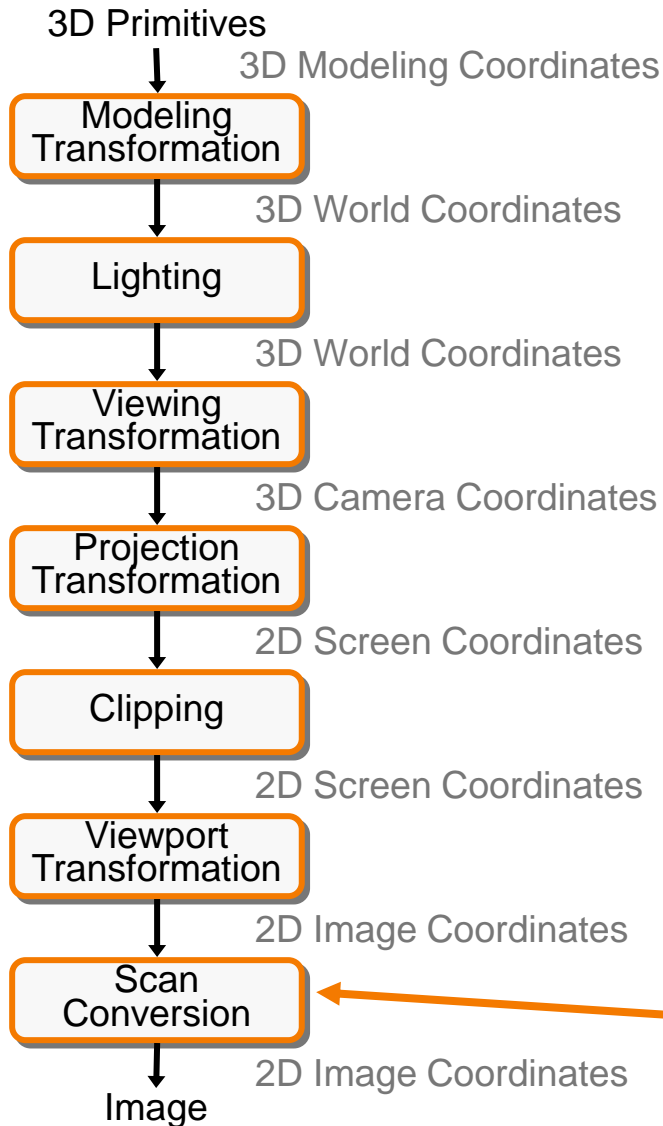 3D Primitives
3D Modeling Coordinates
Modeling
Transformation
3D World Coordinates
Lighting
3D World Coordinates
Viewing
Transformation
3D Camera Coordinates
Projection
Transformation
2D Screen Coordinates
Clipping
2D Screen Coordinates
Viewport
Transformation
2D Image Coordinates
Scan
Conversion
2D Image Coordinates
Image